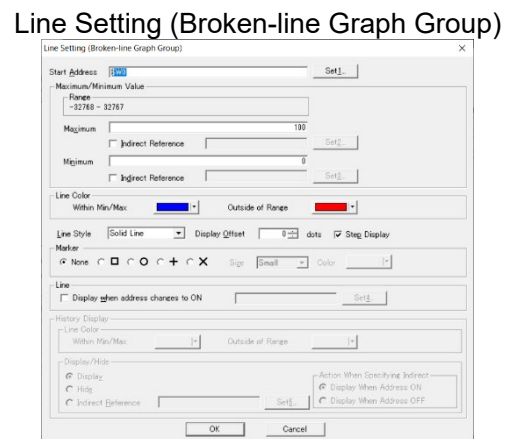 Line Setting (Broken-line Graph Group)
Line Setting (Broken-line Graph Group) ×
Start Address Set1..
Maximum/Minimum Value
Range
-32768 - 32767
Maximum 100
Indirect Reference Set2..
Minimum 0
Indirect Reference Set3..
Line Color
Within Min/Max Outside of Range
Line Style Solid Line Display Offset 0 dots Step Display
Marker
None Size Small Color
Line
Display when address changes to ON Set4..
History Display
Line Color
Within Min/Max Outside of Range
Display/Hide
Display
Hide
Indirect Reference Set5..
Action When Specifying Indirect
Display When Address ON
Display When Address OFF
OK Cancel